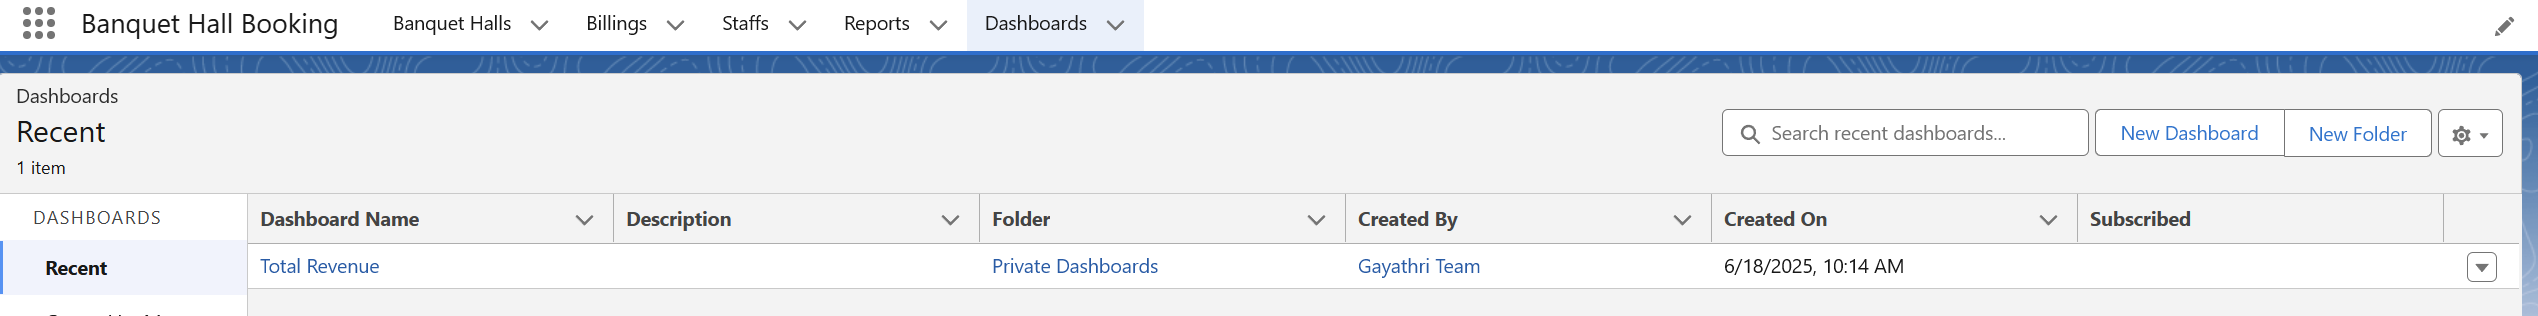 Banquet Hall Booking Banquet Halls Billings Staffs Reports Dashboards
Dashboards
Recent
1 item
Search recent dashboards... New Dashboard New Folder
DASHBOARDS Dashboard Name Description Folder Created By Created On Subscribed
Recent Total Revenue Private Dashboards Gayathri Team 6/18/2025, 10:14 AM